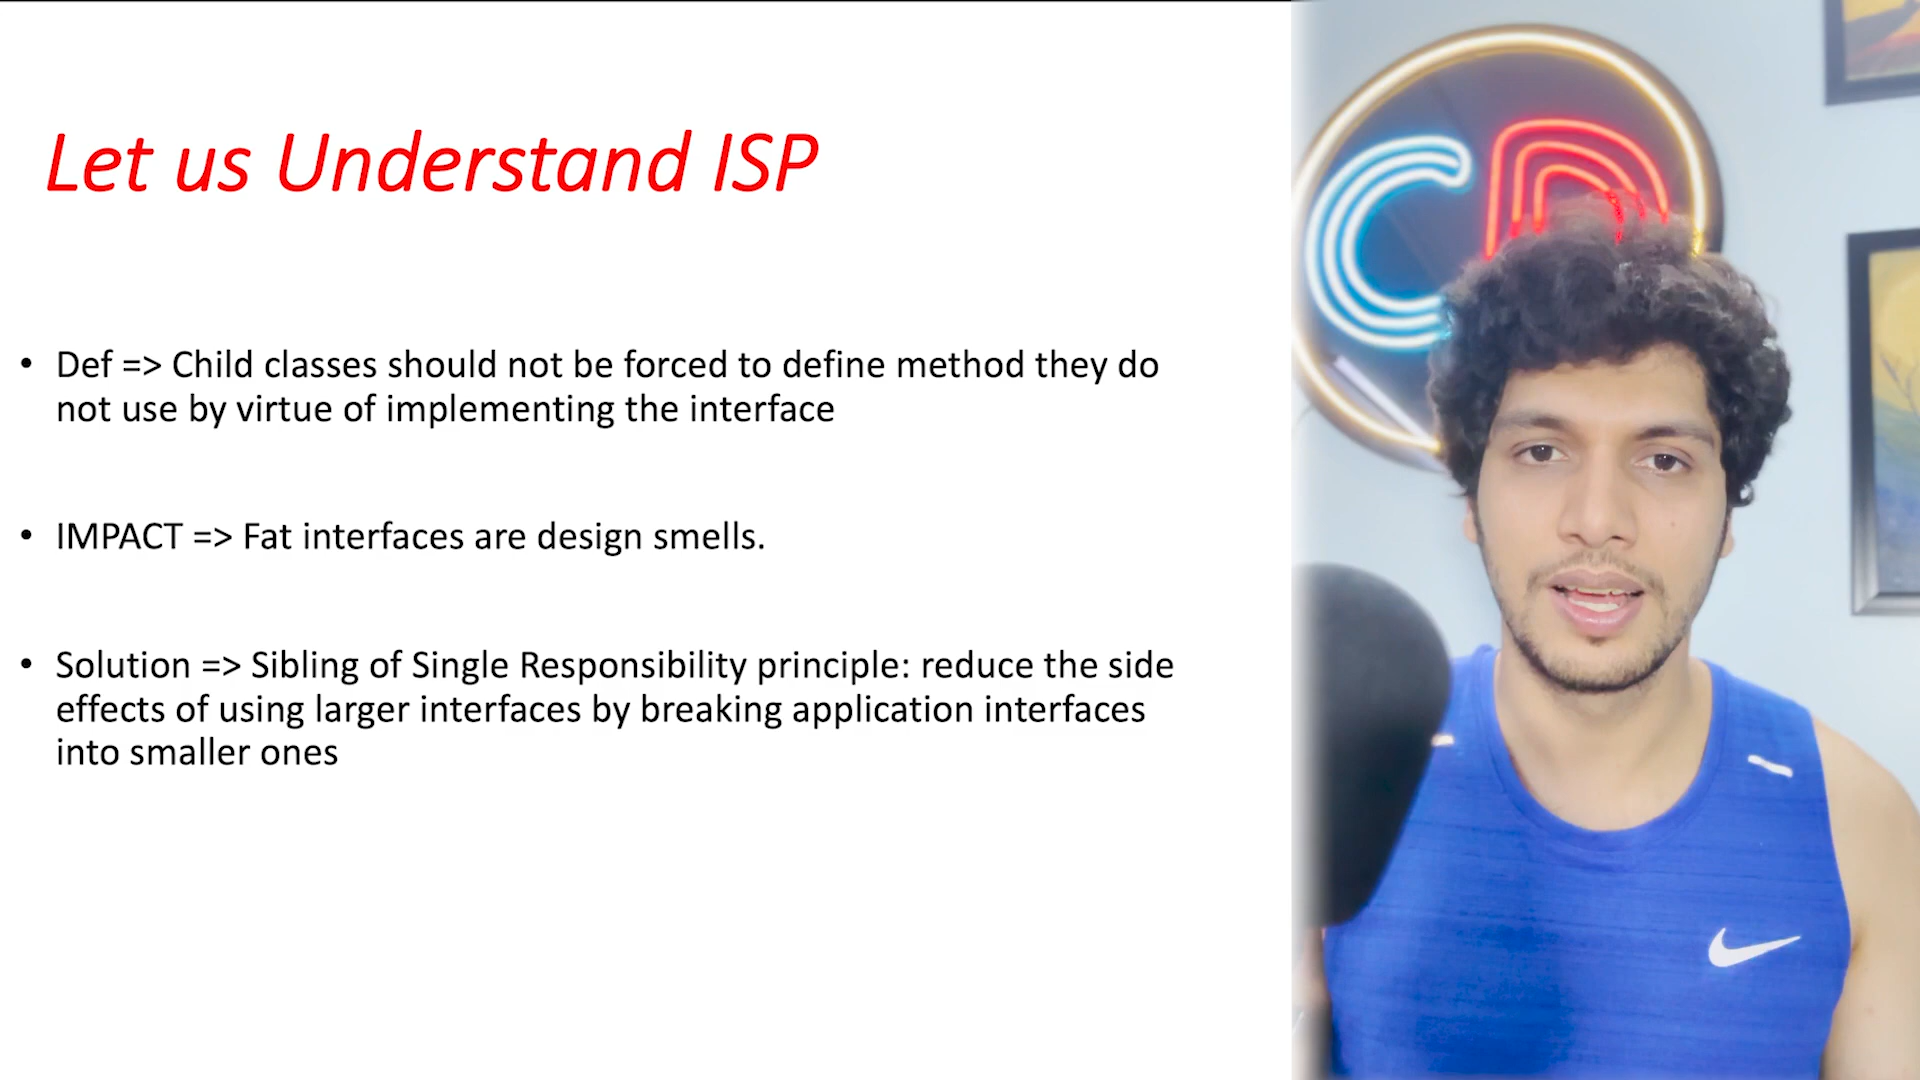 Let us Understand ISP
• Def => Child classes should not be forced to define method they do
not use by virtue of implementing the interface
• IMPACT => Fat interfaces are design smells.
• Solution => Sibling of Single Responsibility principle: reduce the side
effects of using larger interfaces by breaking application interfaces
into smaller ones
CD